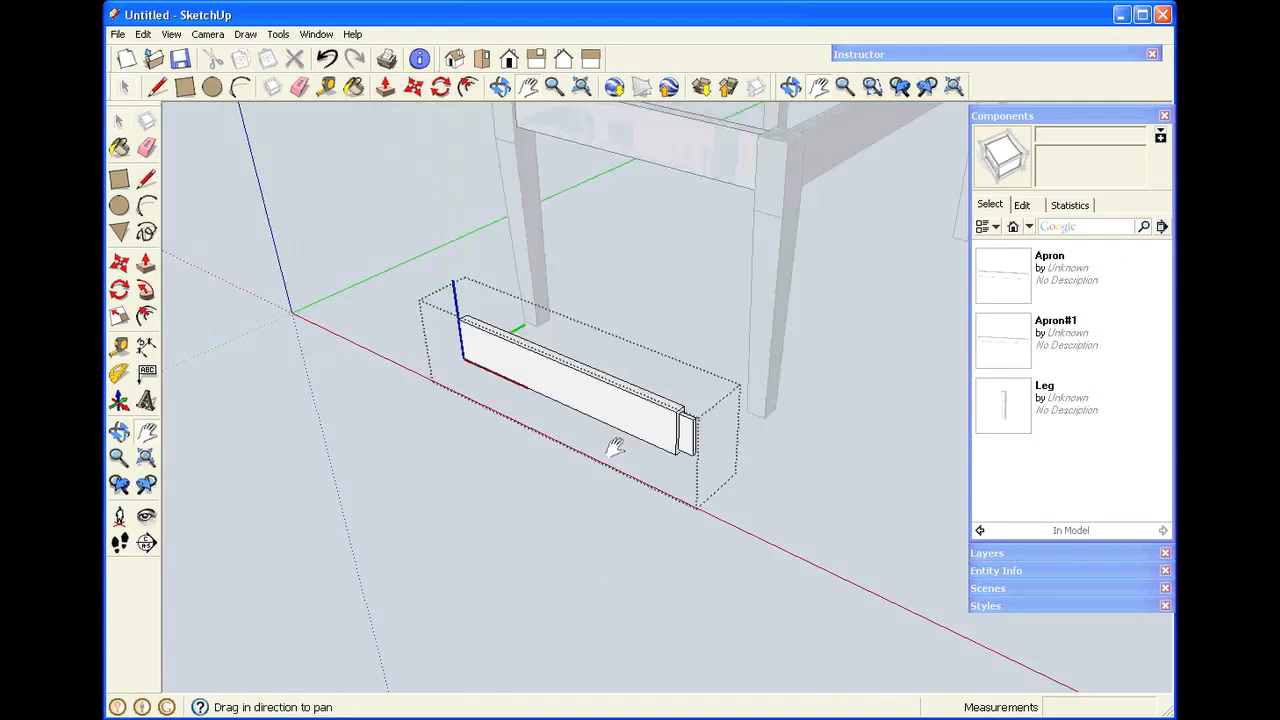 Untitled - SketchUp
File Edit View Camera Draw Tools Window Help
Instructor
Components
Select Edit Statistics
Google
Apron
by Unknown
No Description
Apron#1
by Unknown
No Description
Leg
by Unknown
No Description
In Model
Layers
Entity Info
Scenes
Styles
ABC
Drag in direction to pan
Measurements